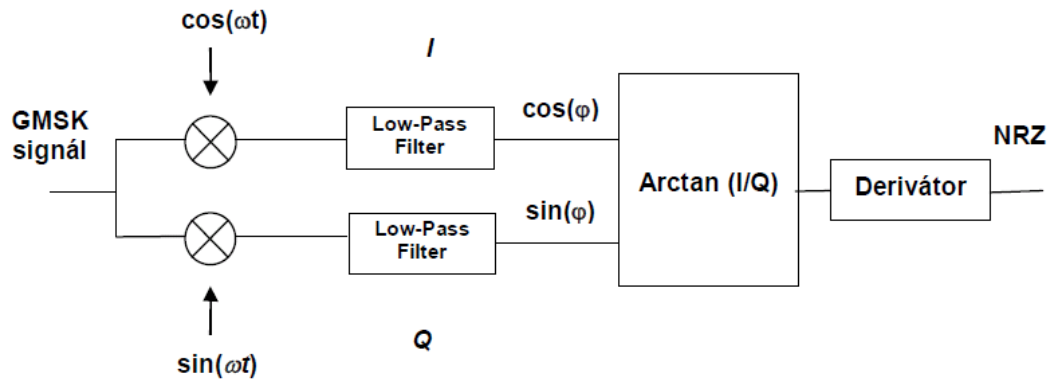 cos(ωt)
I
GMSK
signál
Low-Pass
Filter
cos(φ)
Arctan (I/Q)
Derivátor
NRZ
Low-Pass
Filter
sin(φ)
Q
sin(ωt)